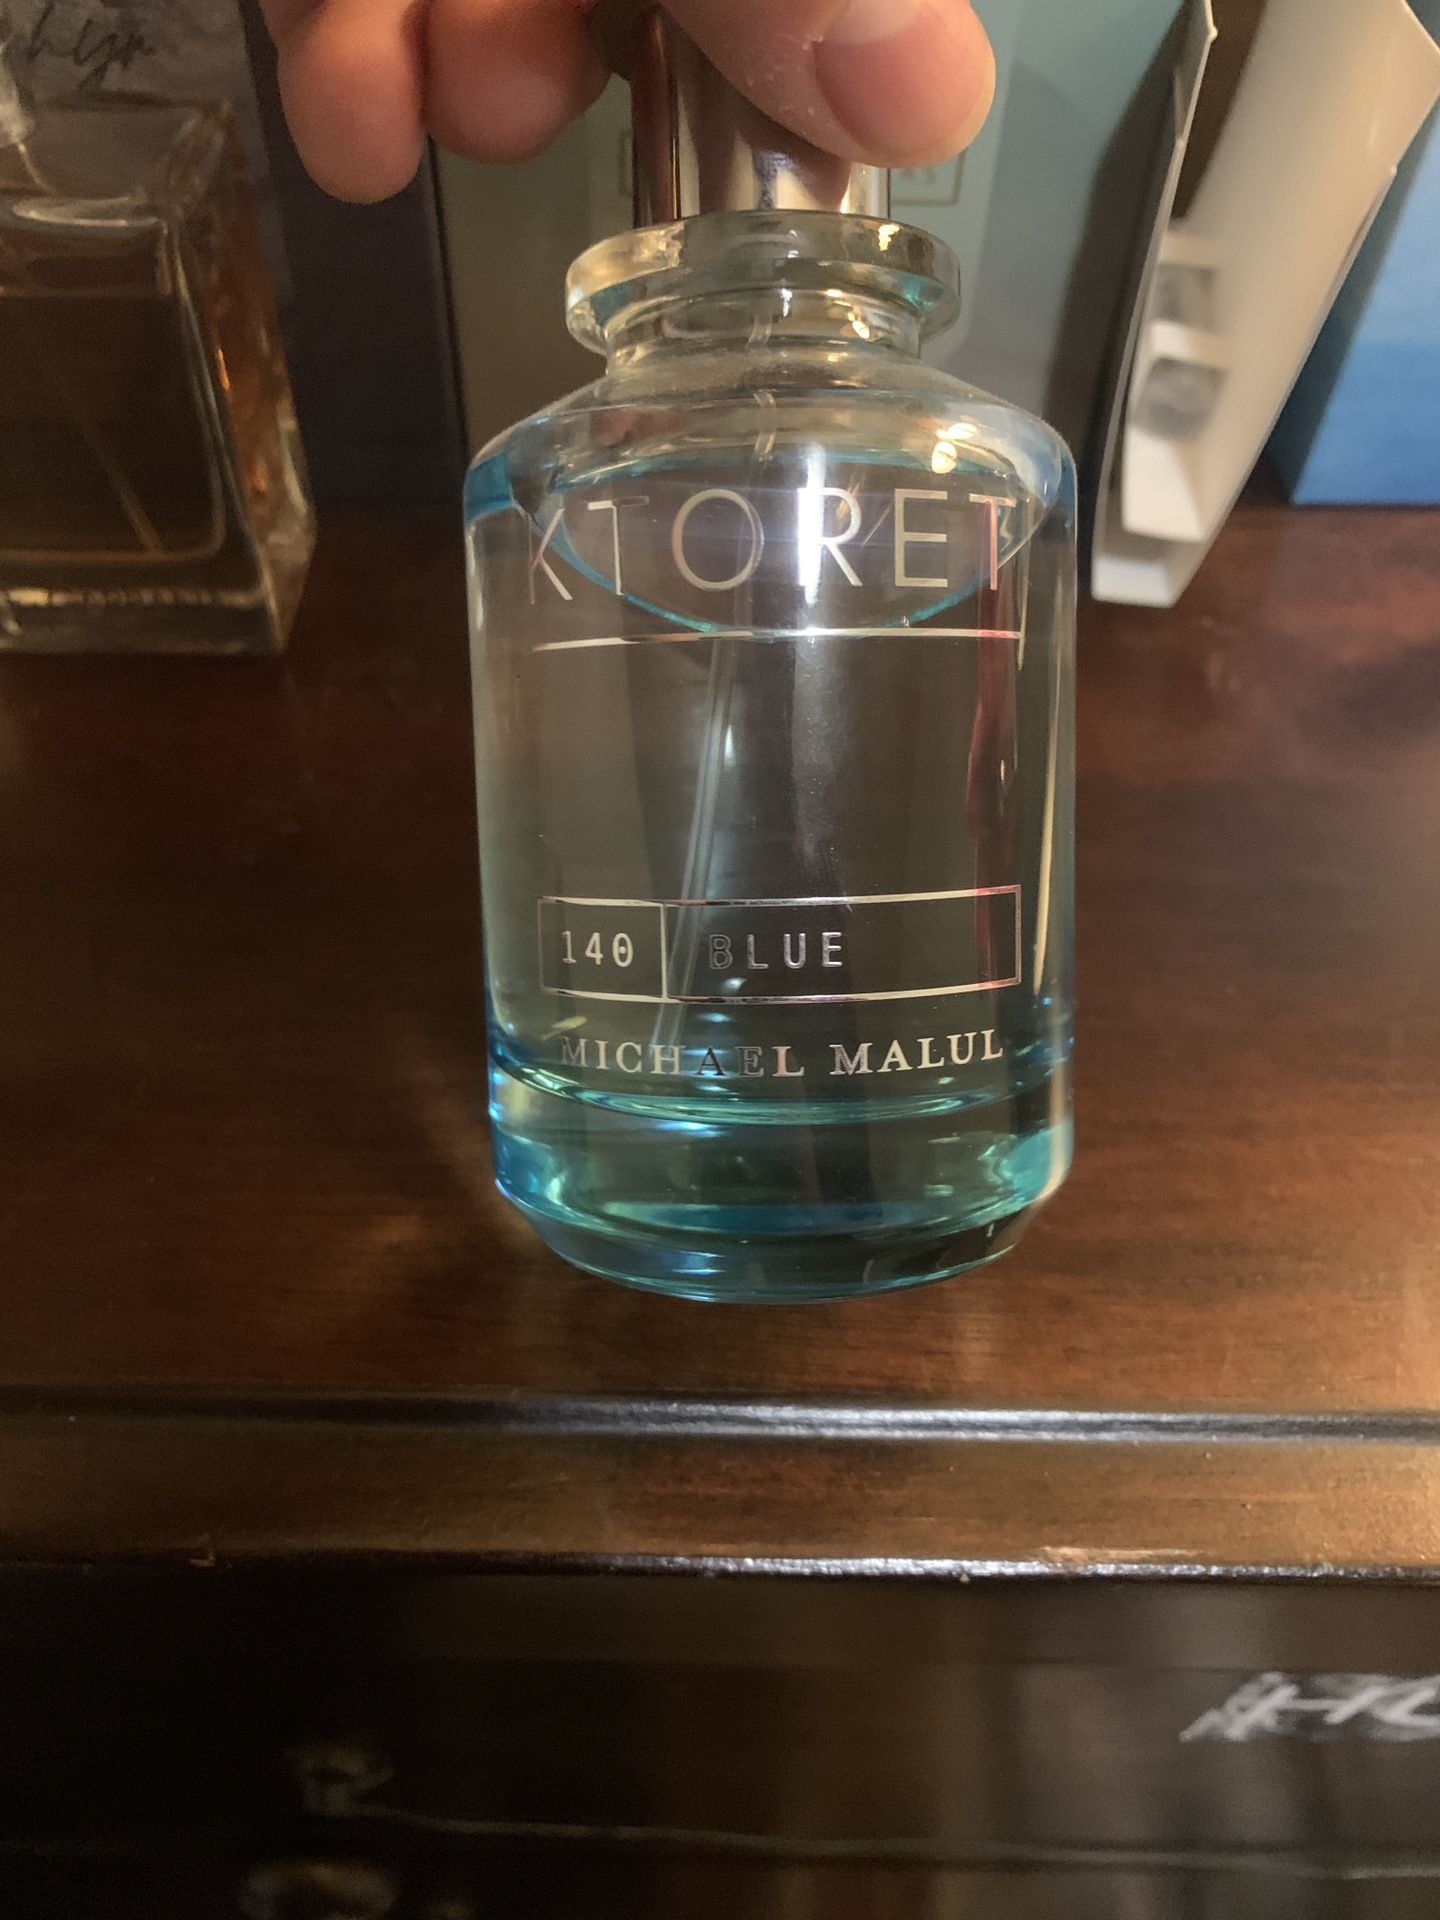 KTORET
140 BLUE
MICHAEL MALUL